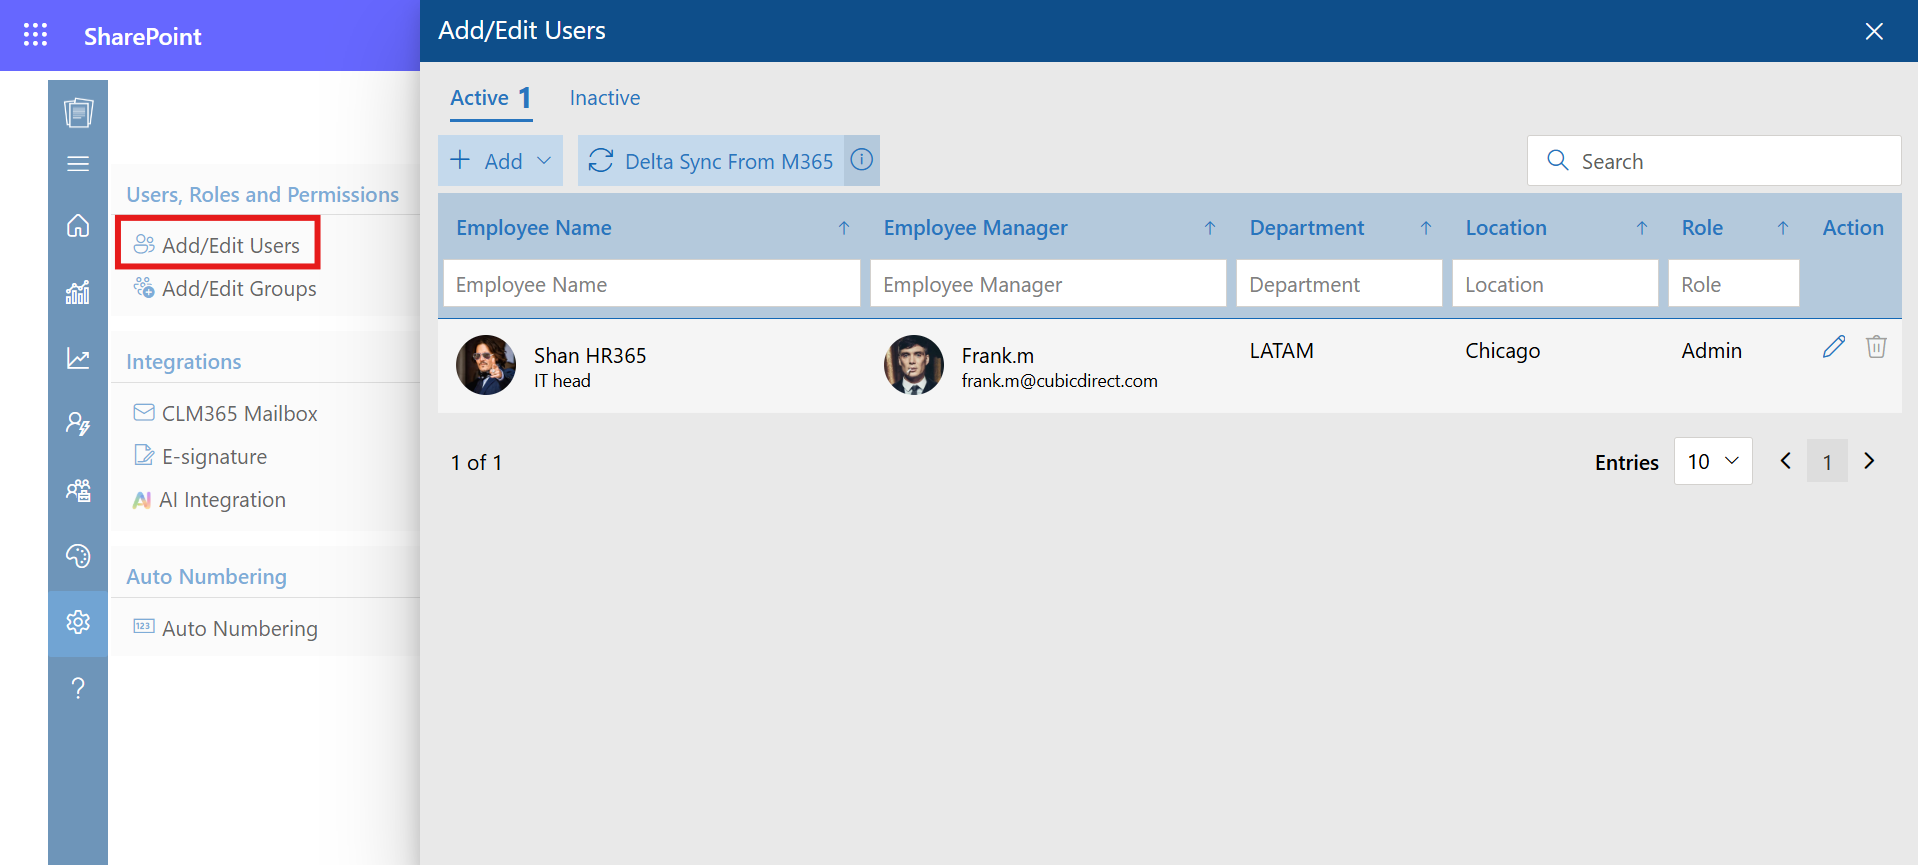 SharePoint
Add/Edit Users
Active 1 Inactive
Add Delta Sync From M365
Search
Users, Roles and Permissions
Add/Edit Users
Add/Edit Groups
Integrations
CLM365 Mailbox
E-signature
AI AI Integration
Auto Numbering
123 Auto Numbering
?
Employee Name Employee Manager Department Location Role Action
Employee Name Employee Manager Department Location Role
Shan HR365 Frank.m LATAM Chicago Admin
IT head frank.m@cubicdirect.com
1 of 1 Entries 10 1